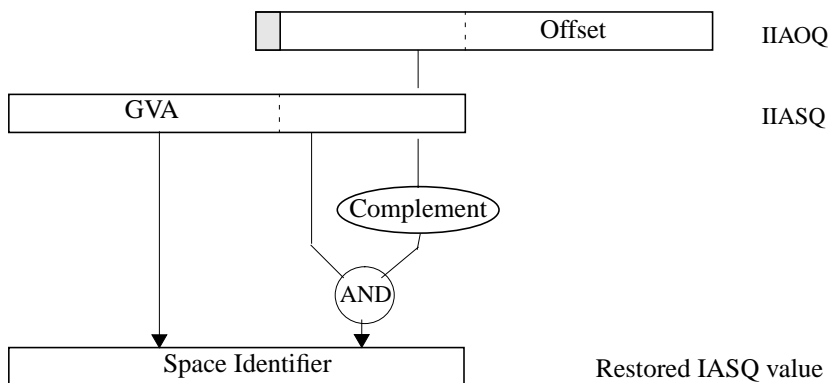 Offset IIAOQ
GVA IIASQ
Complement
AND
Space Identifier Restored IASQ value